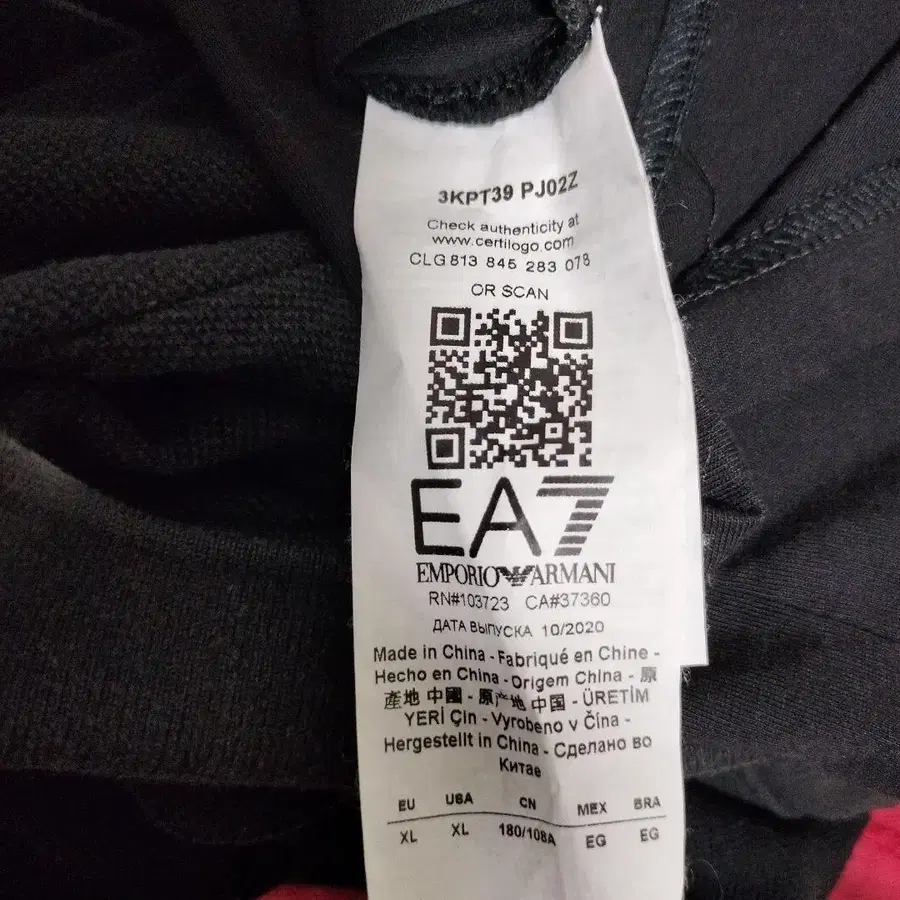 3KPT39 PJ02Z
Check authenticity at
www.certilogo.com
CLG 813 845 283 078
OR SCAN
EA7
EMPORIO ARMANI
RN#103723 CA#37360
ДАТА ВЫПУСКА 10/2020
Made in China - Fabriqué en Chine -
Hecho en China - Origem China - 原
產地 中國 - 原产地 中国 - ÜRETİM
YERİ Çin - Vyrobeno v Čína -
Hergestellt in China - Сделано во
Китае
EU USA CN MEX BRA
XL XL 180/108A EG EG